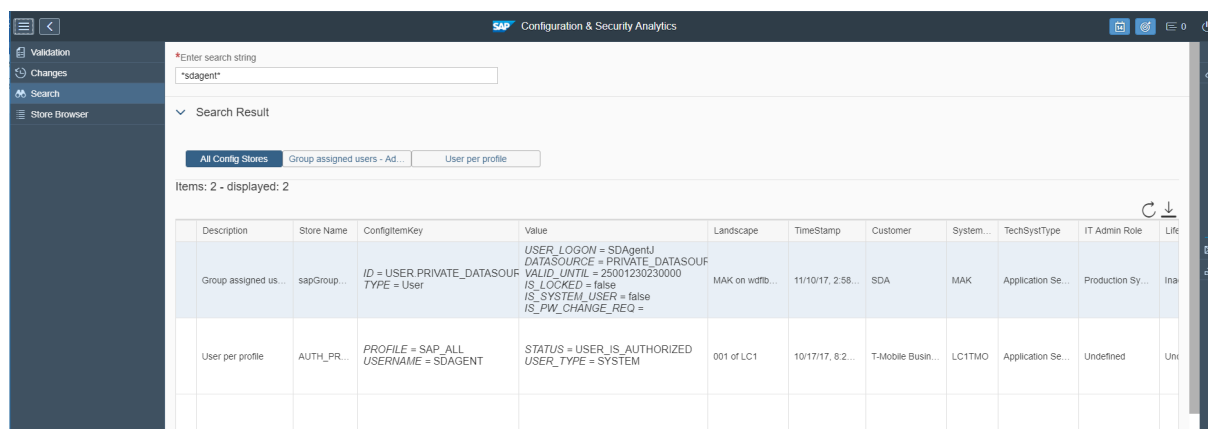 SAP Configuration & Security Analytics
14
0
Validation
Changes
Search
Store Browser
*Enter search string
*sdagent*
Search Result
All Config Stores Group assigned users - Ad... User per profile
Items: 2 - displayed: 2
Description Store Name ConfigItemKey Value Landscape TimeStamp Customer System... TechSystType IT Admin Role Life
USER_LOGON = SDAgentJ
DATASOURCE = PRIVATE_DATASOUR
Group assigned us... sapGroup... ID = USER.PRIVATE_DATASOUR VALID_UNTIL = 25001230230000 MAK on wdflb... 11/10/17, 2:58... SDA MAK Application Se... Production Sy... Ina
TYPE = User IS_LOCKED = false
IS_SYSTEM_USER = false
IS_PW_CHANGE_REQ =
User per profile AUTH_PR... PROFILE = SAP_ALL STATUS = USER_IS_AUTHORIZED 001 of LC1 10/17/17, 8:2... T-Mobile Busin... LC1TMO Application Se... Undefined Und
USERNAME = SDAGENT USER_TYPE = SYSTEM